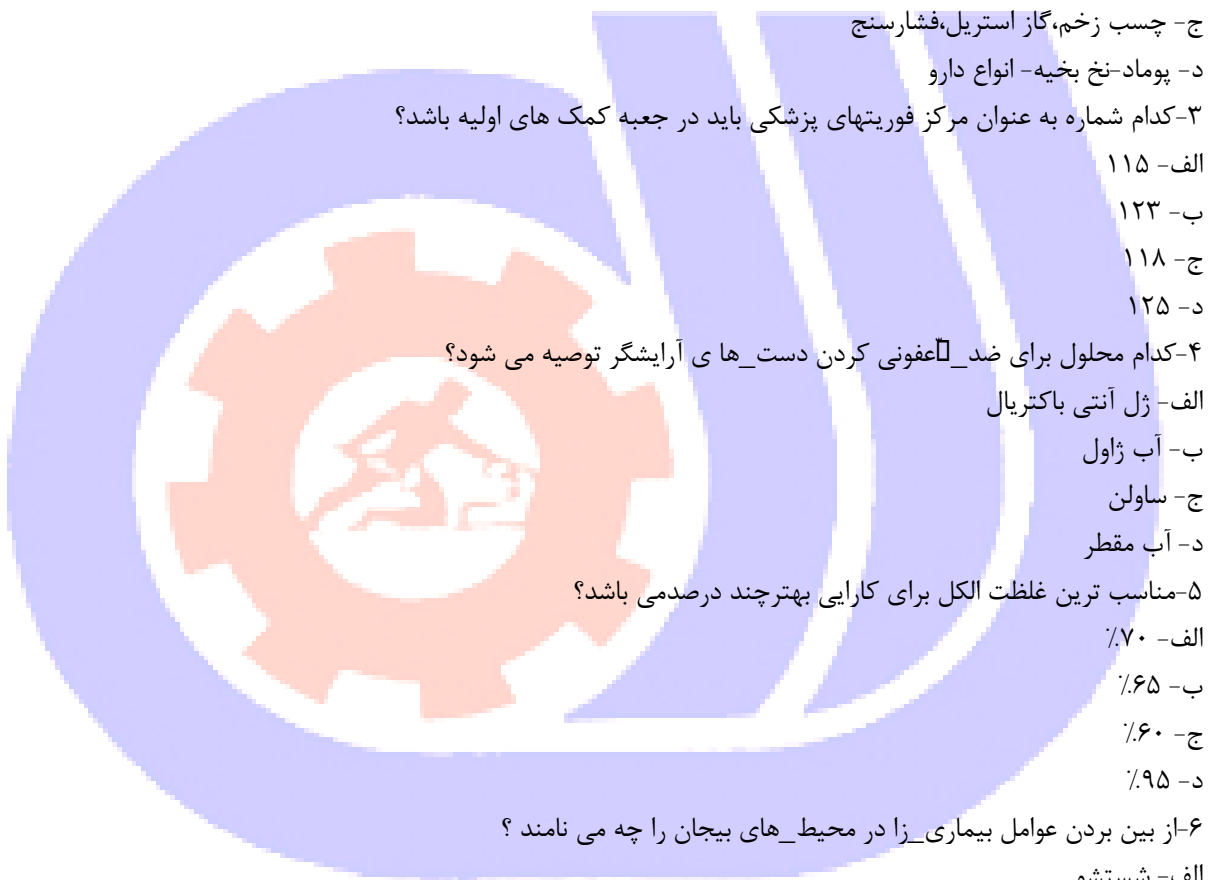 ج- چسب زخم،گاز استریل،فشارسنج
د- پوماد-نخ بخیه- انواع دارو
۳-کدام شماره به عنوان مرکز فوریتهای پزشکی باید در جعبه کمک های اولیه باشد؟
الف- ۱۱۵
ب- ۱۲۳
ج- ۱۱۸
د- ۱۲۵
۴-کدام محلول برای ضد_عفونی کردن دست_ها ی آرایشگر توصیه می شود؟
الف- ژل آنتی باکتریال
ب- آب ژاول
ج- ساولن
د- آب مقطر
۵-مناسب ترین غلظت الکل برای کارایی بهترچند درصدمی باشد؟
الف- ۷۰٪
ب- ۶۵٪
ج- ۶۰٪
د- ۹۵٪
۶-از بین بردن عوامل بیماری_زا در محیط_های بیجان را چه می نامند ؟
الف- شستشو